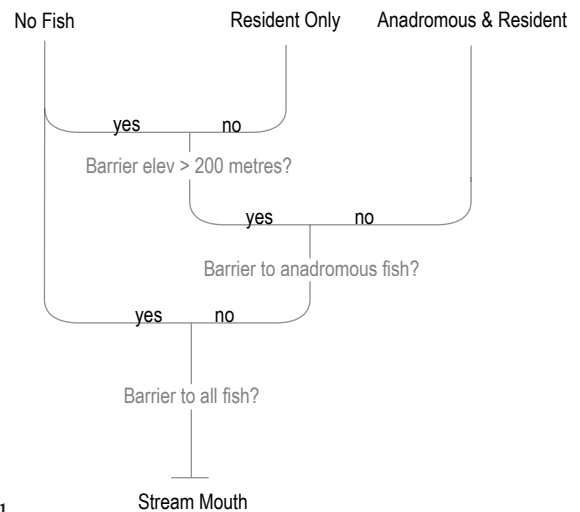 No Fish Resident Only Anadromous & Resident
yes no
Barrier elev > 200 metres?
yes no
Barrier to anadromous fish?
yes no
Barrier to all fish?
Stream Mouth
1